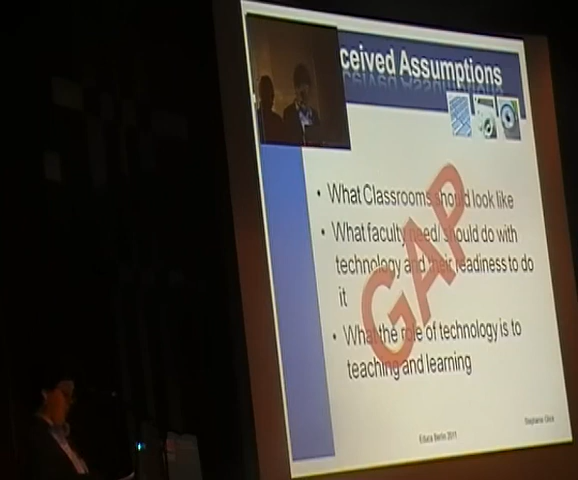 ceived Assumptions
• What Classrooms should look like
• What faculty need/ should do with
technology and their readiness to do
it
• What the role of technology is to
teaching and learning
GAP
Educa Berlin 2011
Stephanie Glick